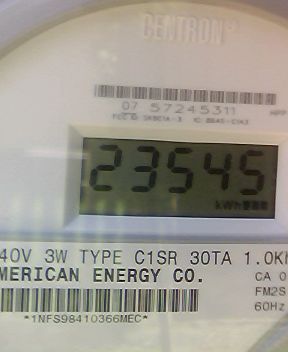 CENTRON®
07 57245311
23545
kWh
40V 3W TYPE C1SR 30TA 1.0K
MERICAN ENERGY CO.
CA 0
FM2S
60Hz
*1NFS98410366MEC*